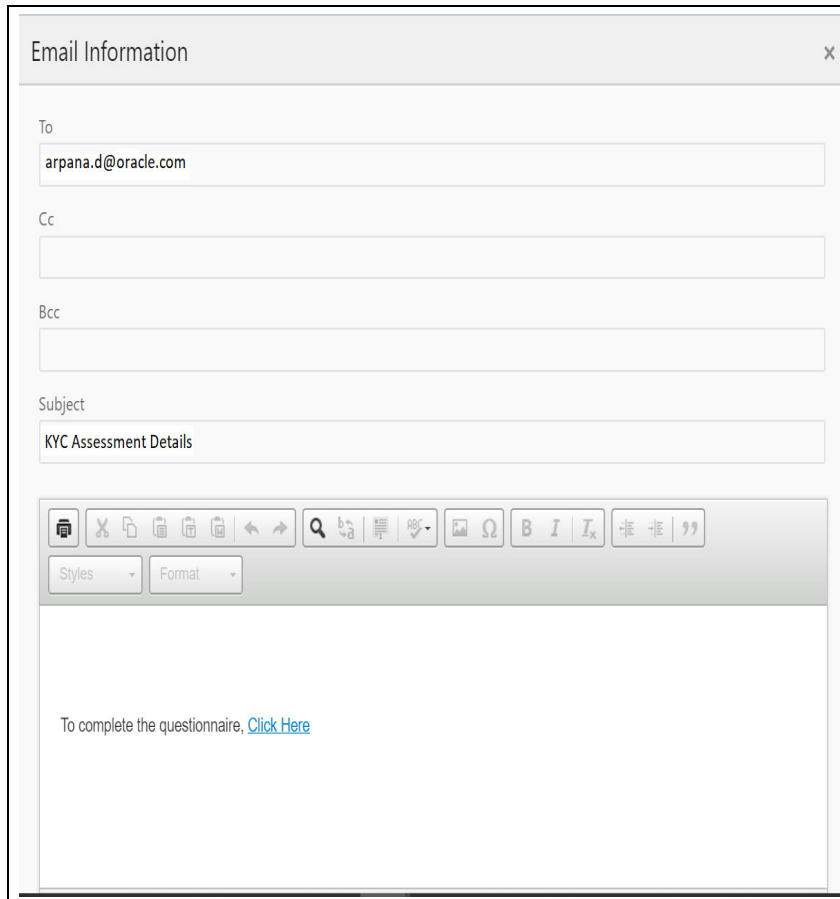 Email Information
To
arpana.d@oracle.com
Cc
Bcc
Subject
KYC Assessment Details
Styles
Format
To complete the questionnaire, Click Here